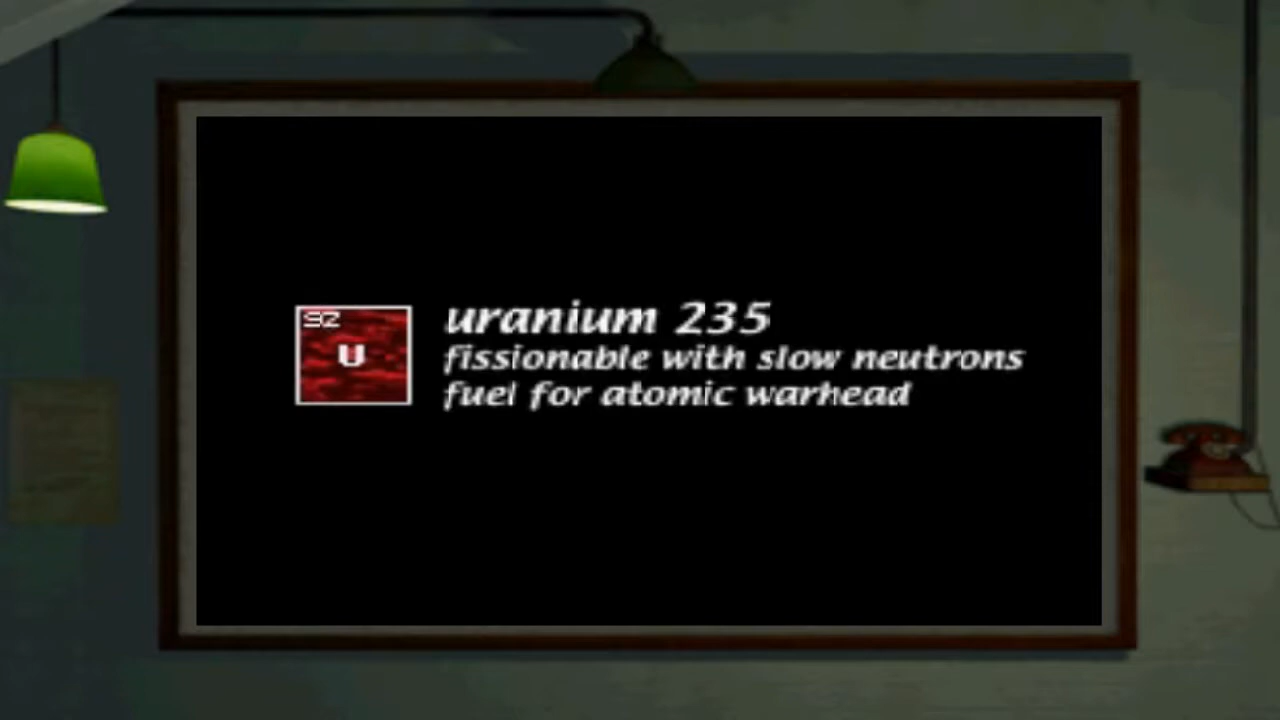 92
U
uranium 235
fissionable with slow neutrons
fuel for atomic warhead